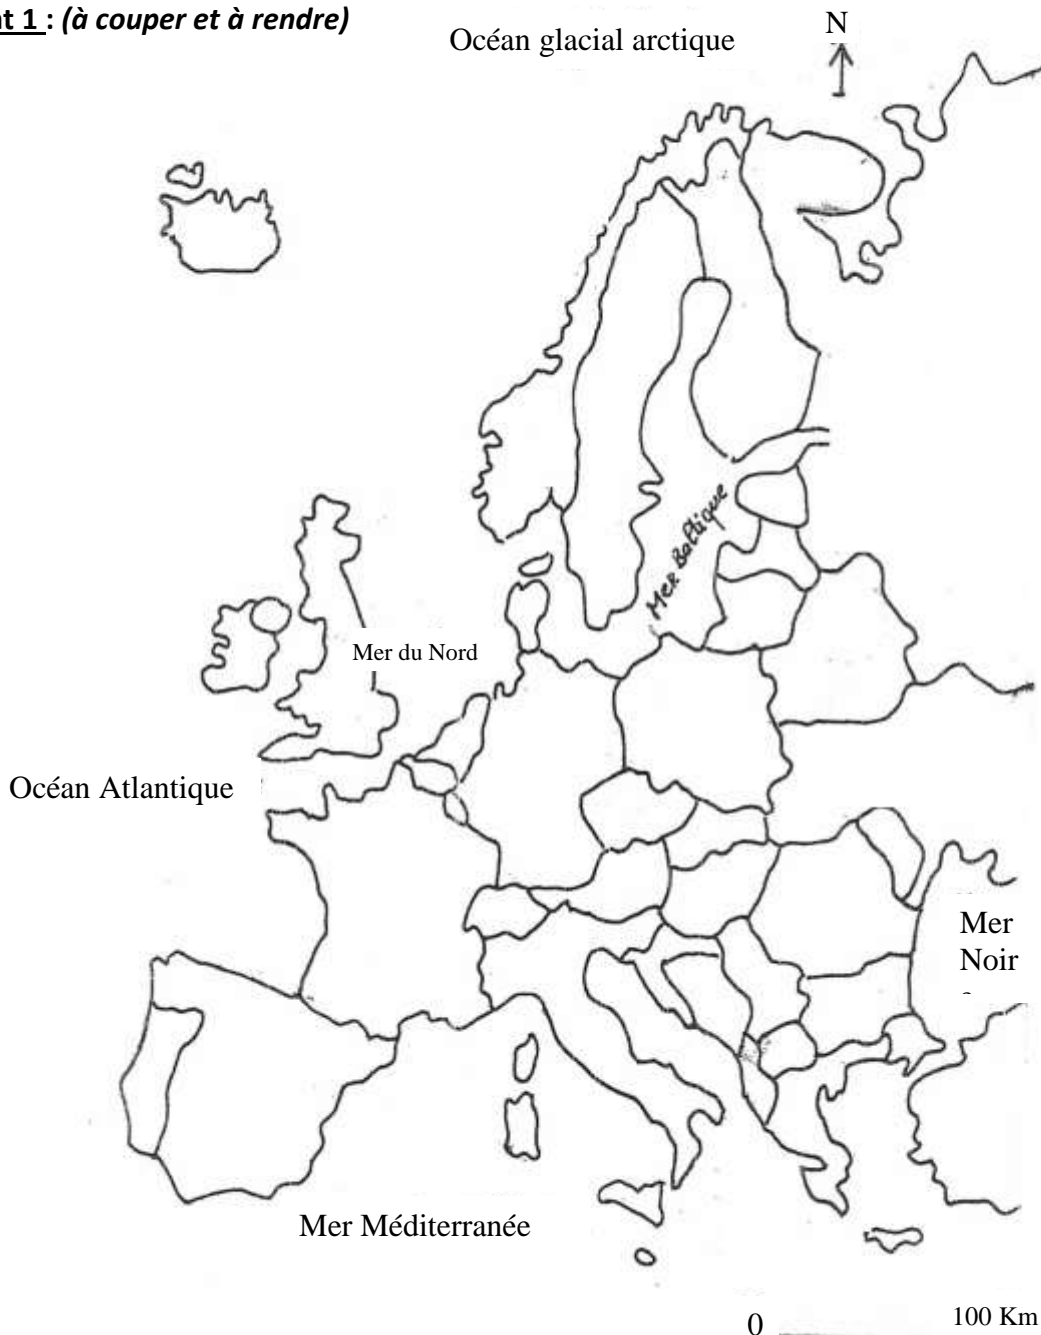 nt 1 : (à couper et à rendre)
Océan glacial arctique
N
Mer Baltique
Mer du Nord
Océan Atlantique
Mer
Noir
Mer Méditerranée
0 100 Km